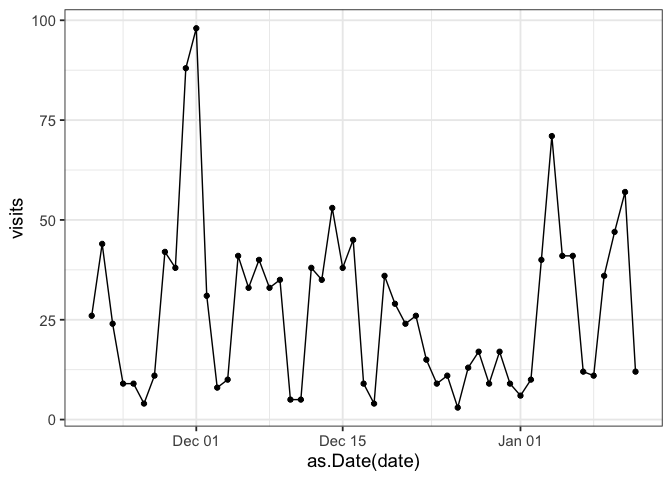 100
75
50
25
0
visits
Dec 01
Dec 15
Jan 01
as.Date(date)